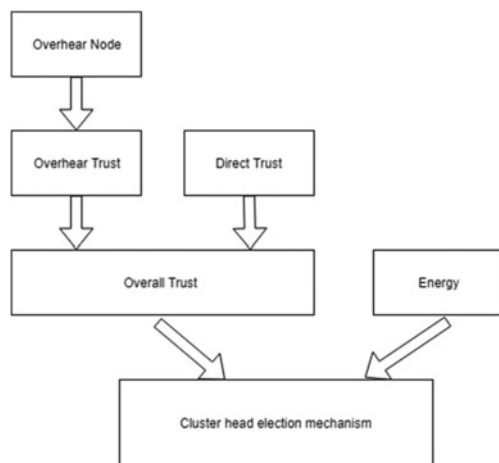 Overhear Node
Overhear Trust
Direct Trust
Overall Trust
Energy
Cluster head election mechanism